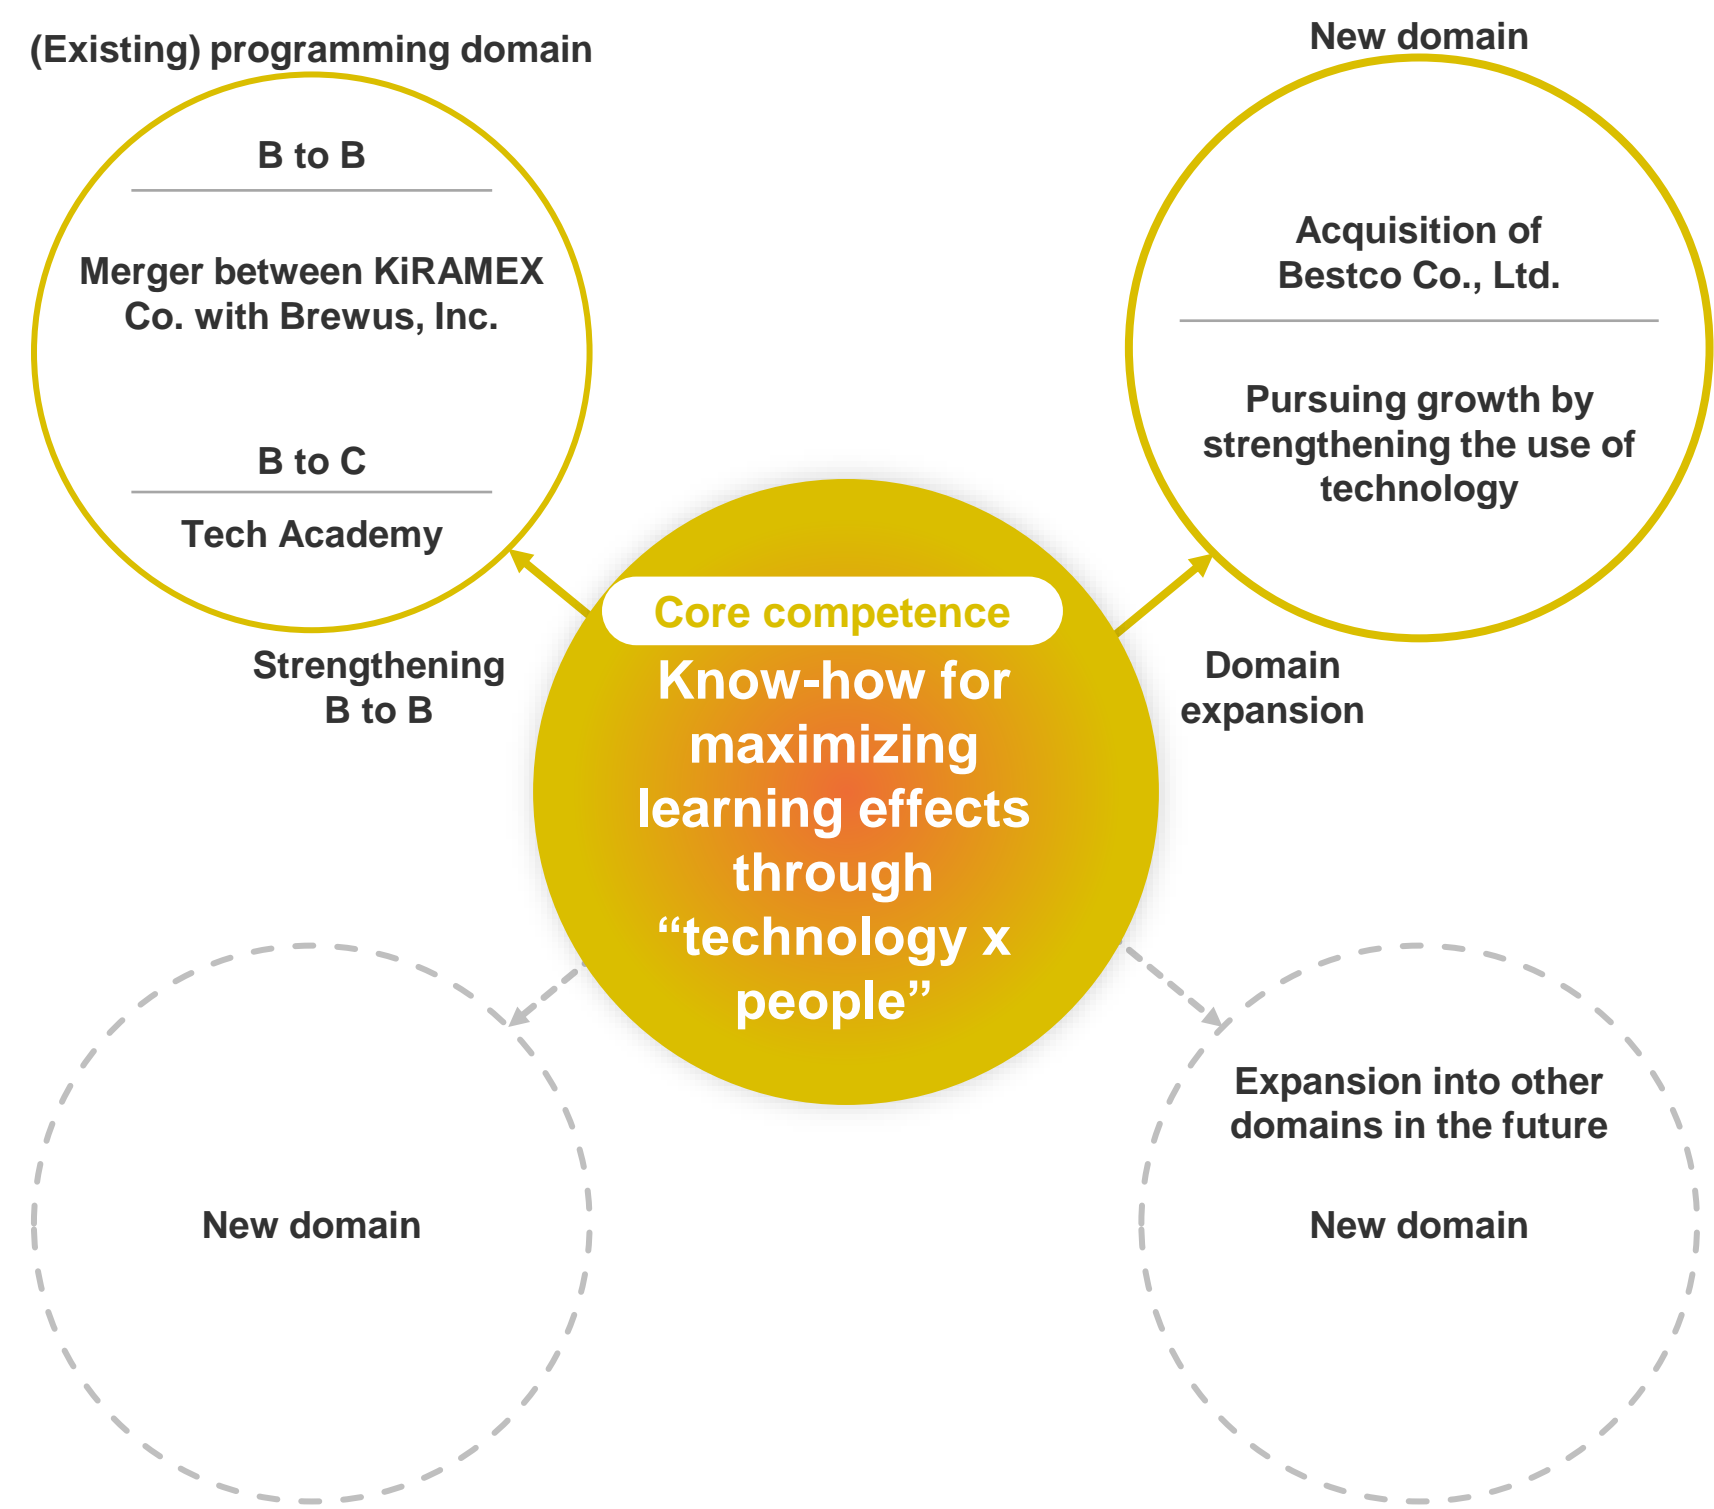 (Existing) programming domain
B to B
Merger between KiRAMEX
Co. with Brewus, Inc.
B to C
Tech Academy
Strengthening
B to B
New domain
Acquisition of
Bestco Co., Ltd.
Pursuing growth by
strengthening the use of
technology
Domain
expansion
Core competence
Know-how for
maximizing
learning effects
through
“technology x
people”
New domain
Expansion into other
domains in the future
New domain